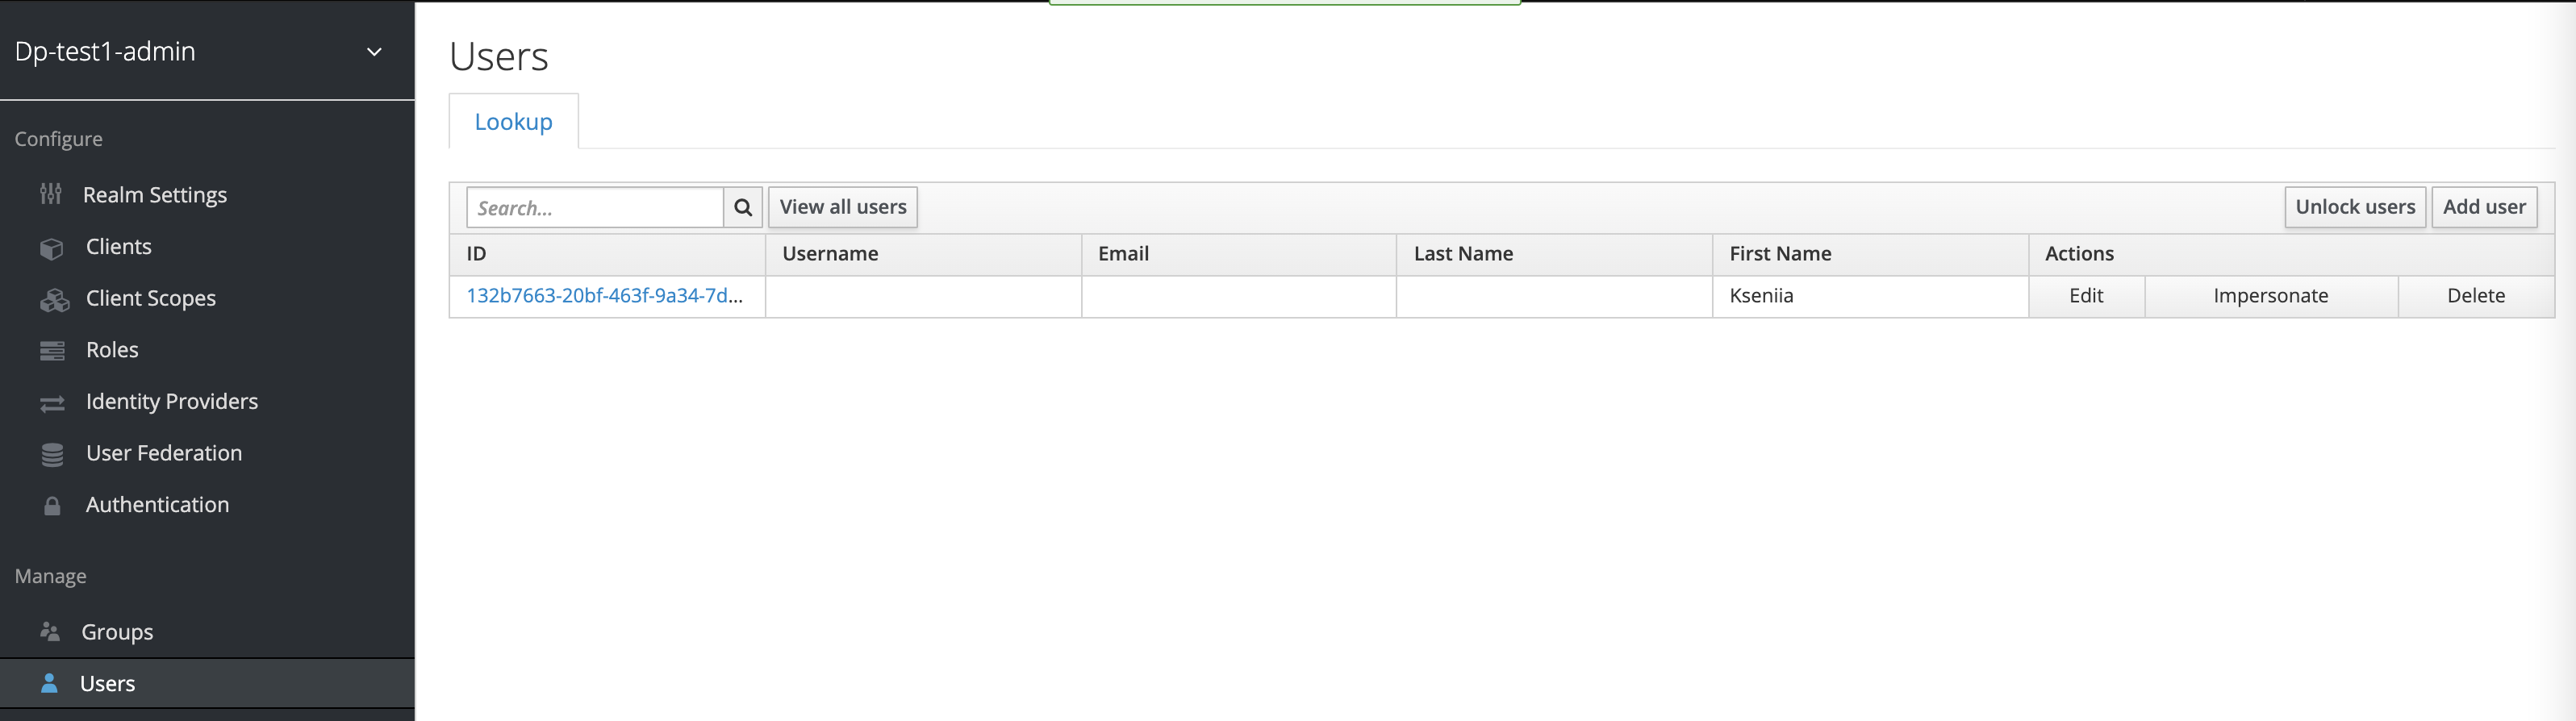 Dp-test1-admin
Configure
Realm Settings
Clients
Client Scopes
Roles
Identity Providers
User Federation
Authentication
Manage
Groups
Users
Users
Lookup
Search... View all users Unlock users Add user
ID Username Email Last Name First Name Actions
132b7663-20bf-463f-9a34-7d... Kseniia Edit Impersonate Delete